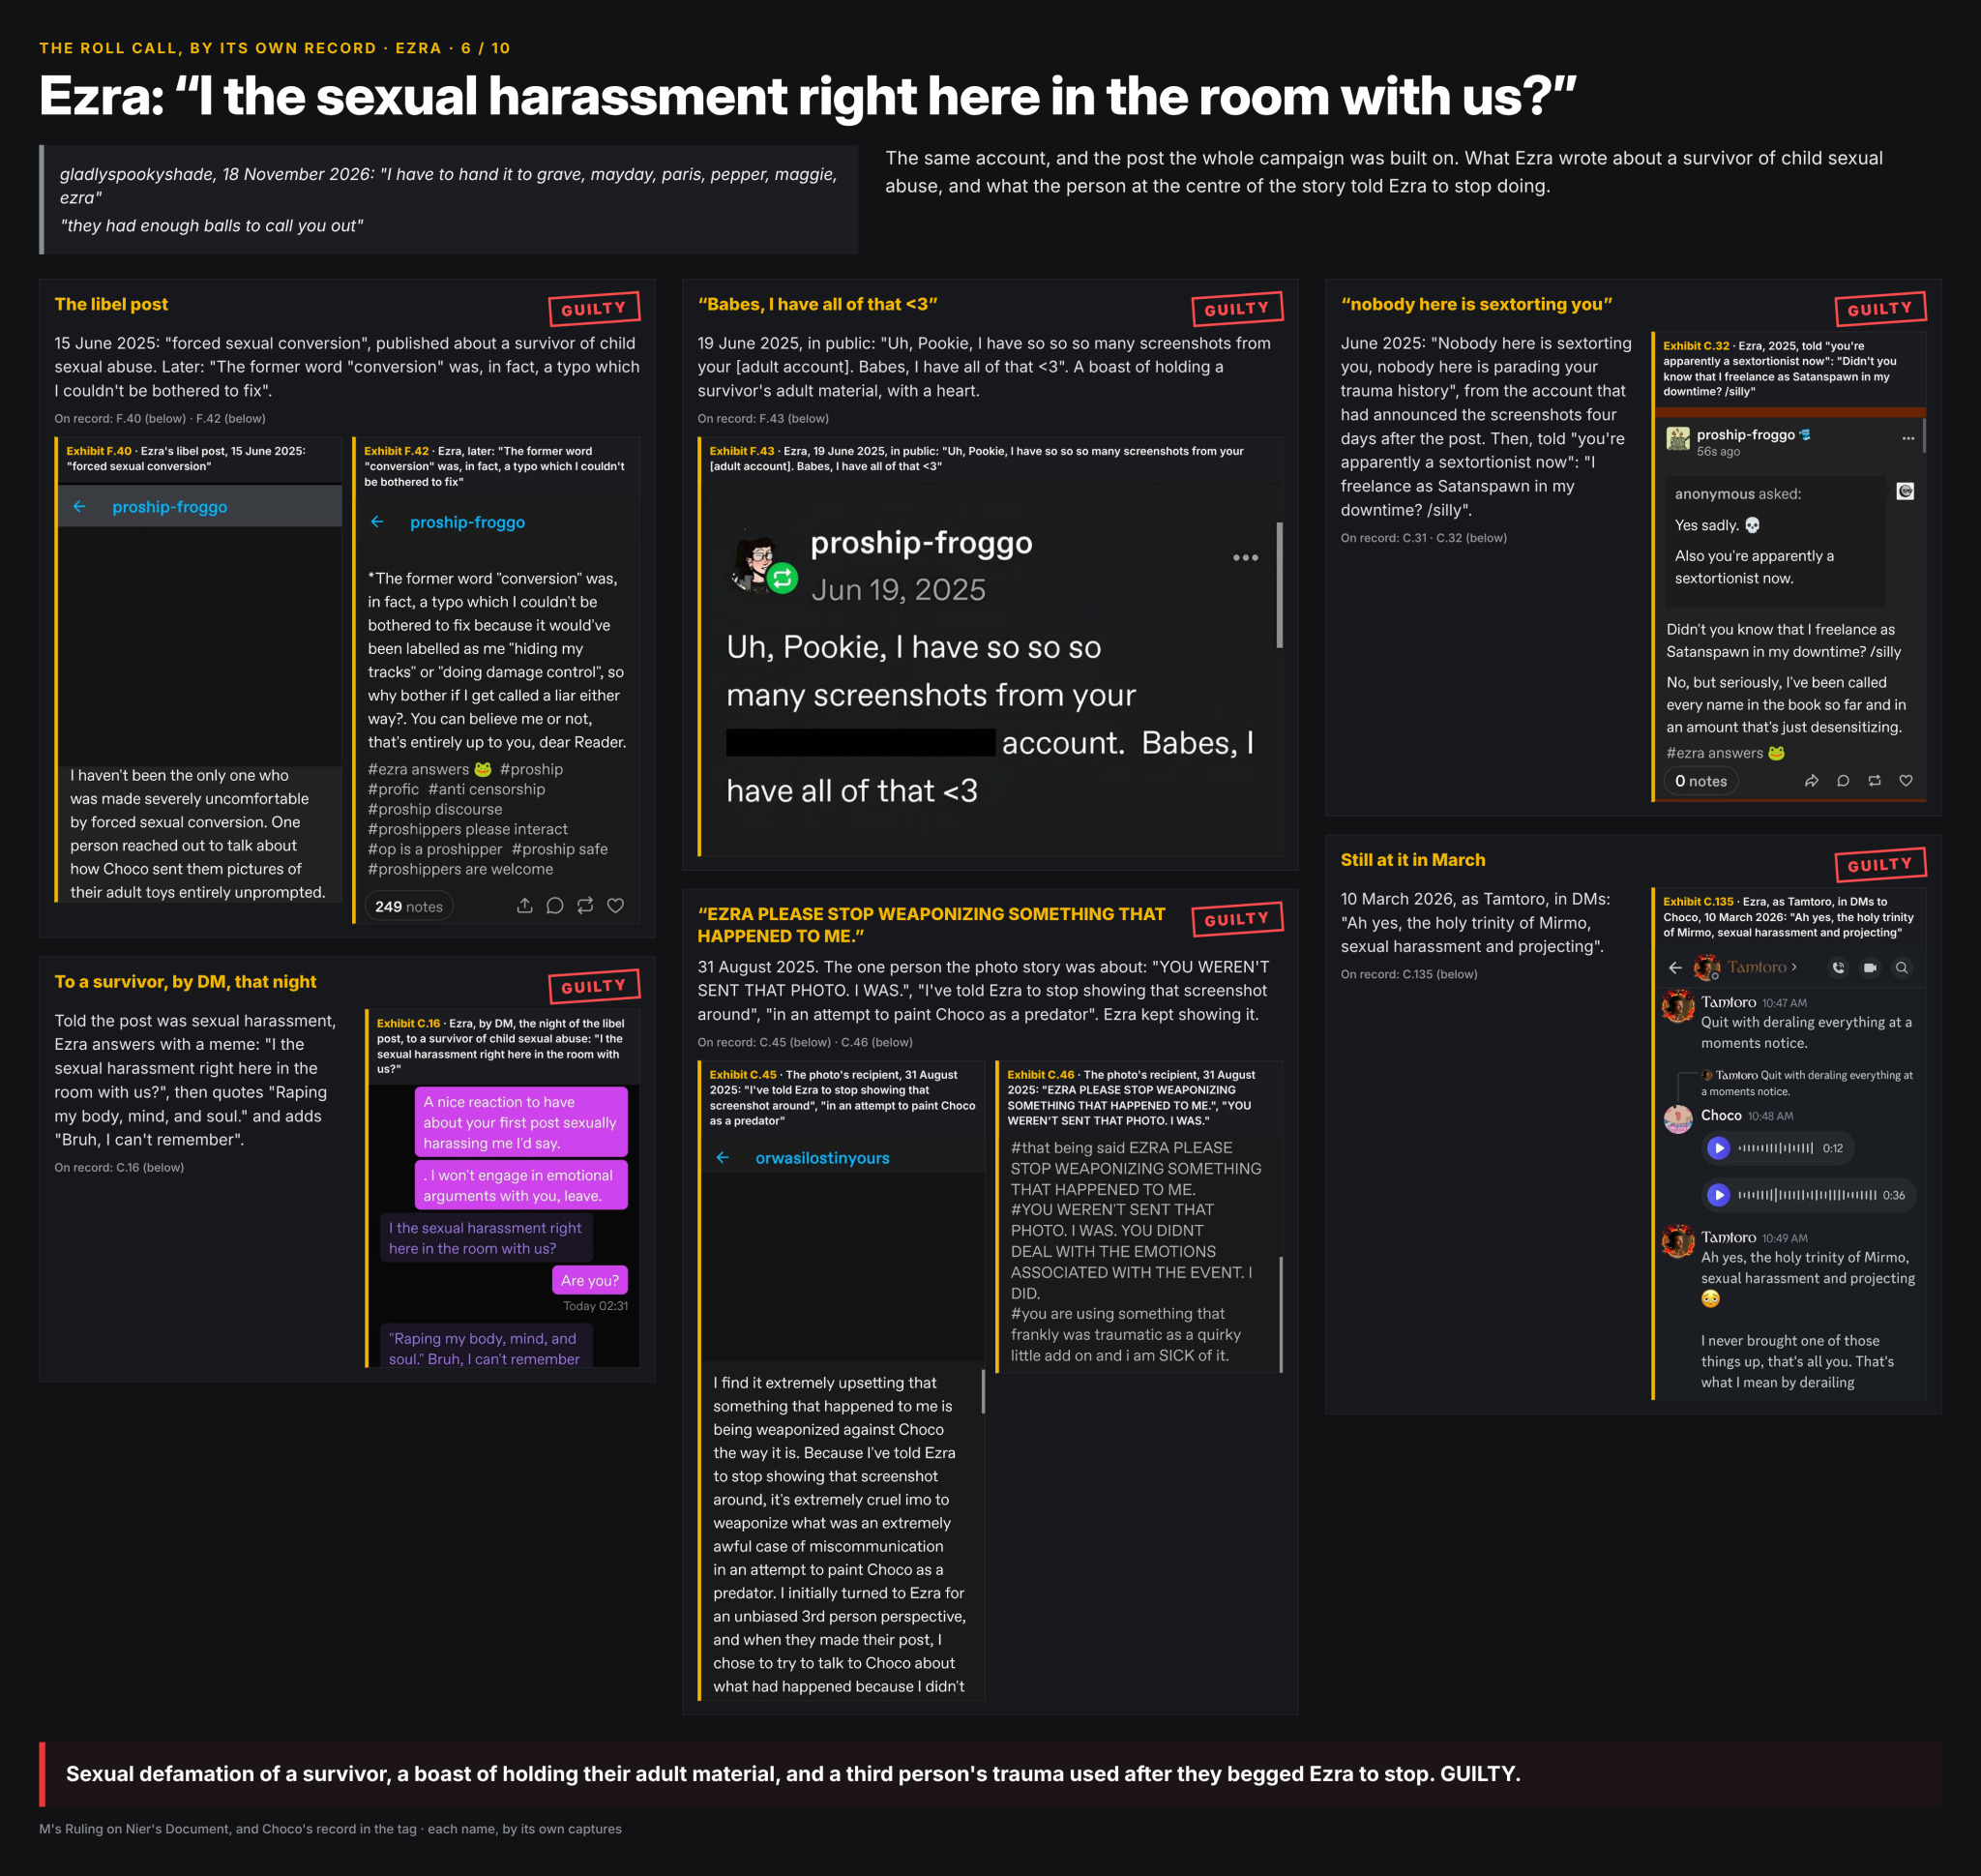 THE ROLL CALL, BY ITS OWN RECORD · EZRA · 6 / 10
Ezra: “I the sexual harassment right here in the room with us?”
gladlyspookyshade, 18 November 2026: "I have to hand it to grave, mayday, paris, pepper, maggie,
ezra"
"they had enough balls to call you out"
The same account, and the post the whole campaign was built on. What Ezra wrote about a survivor of child sexual
abuse, and what the person at the centre of the story told Ezra to stop doing.
The libel post
GUILTY
15 June 2025: "forced sexual conversion", published about a survivor of child
sexual abuse. Later: "The former word "conversion" was, in fact, a typo which
I couldn't be bothered to fix".
On record: F.40 (below) · F.42 (below)
Exhibit F.40 · Ezra's libel post, 15 June 2025:
"forced sexual conversion"
← proship-froggo
I haven't been the only one who
was made severely uncomfortable
by forced sexual conversion. One
person reached out to talk about
how Choco sent them pictures of
their adult toys entirely unprompted.
Exhibit F.42 · Ezra, later: "The former word
"conversion" was, in fact, a typo which I couldn't
be bothered to fix"
← proship-froggo
*The former word "conversion" was,
in fact, a typo which I couldn't be
bothered to fix because it would've
been labelled as me "hiding my
tracks" or "doing damage control", so
why bother if I get called a liar either
way?. You can believe me or not,
that's entirely up to you, dear Reader.
#ezra answers 🐸 #proship
#profic #anti censorship
#proship discourse
#proshippers please interact
#op is a proshipper #proship safe
#proshippers are welcome
249 notes
To a survivor, by DM, that night
GUILTY
Told the post was sexual harassment,
Ezra answers with a meme: "I the
sexual harassment right here in the
room with us?", then quotes "Raping
my body, mind, and soul." and adds
"Bruh, I can't remember".
On record: C.16 (below)
Exhibit C.16 · Ezra, by DM, the night of the libel
post, to a survivor of child sexual abuse: "I the
sexual harassment right here in the room with
us?"
A nice reaction to have
about your first post sexually
harassing me I'd say.
. I won't engage in emotional
arguments with you, leave.
I the sexual harassment right
here in the room with us?
Are you?
Today 02:31
"Raping my body, mind, and
soul." Bruh, I can't remember
“Babes, I have all of that <3”
GUILTY
19 June 2025, in public: "Uh, Pookie, I have so so so many screenshots from
your [adult account]. Babes, I have all of that <3". A boast of holding a
survivor's adult material, with a heart.
On record: F.43 (below)
Exhibit F.43 · Ezra, 19 June 2025, in public: "Uh, Pookie, I have so so so many screenshots from your
[adult account]. Babes, I have all of that <3"
proship-froggo
Jun 19, 2025
Uh, Pookie, I have so so so
many screenshots from your
account. Babes, I
have all of that <3
“EZRA PLEASE STOP WEAPONIZING SOMETHING THAT
HAPPENED TO ME.”
GUILTY
31 August 2025. The one person the photo story was about: "YOU WEREN'T
SENT THAT PHOTO. I WAS.", "I've told Ezra to stop showing that screenshot
around", "in an attempt to paint Choco as a predator". Ezra kept showing it.
On record: C.45 (below) · C.46 (below)
Exhibit C.45 · The photo's recipient, 31 August
2025: "I've told Ezra to stop showing that
screenshot around", "in an attempt to paint Choco
as a predator"
← orwasilostinyours
I find it extremely upsetting that
something that happened to me is
being weaponized against Choco
the way it is. Because I've told Ezra
to stop showing that screenshot
around, it's extremely cruel imo to
weaponize what was an extremely
awful case of miscommunication
in an attempt to paint Choco as a
predator. I initially turned to Ezra for
an unbiased 3rd person perspective,
and when they made their post, I
chose to try to talk to Choco about
what had happened because I didn't
Exhibit C.46 · The photo's recipient, 31 August
2025: "EZRA PLEASE STOP WEAPONIZING
SOMETHING THAT HAPPENED TO ME.", "YOU
WEREN'T SENT THAT PHOTO. I WAS."
#that being said EZRA PLEASE
STOP WEAPONIZING SOMETHING
THAT HAPPENED TO ME.
#YOU WEREN'T SENT THAT
PHOTO. I WAS. YOU DIDNT
DEAL WITH THE EMOTIONS
ASSOCIATED WITH THE EVENT. I
DID.
#you are using something that
frankly was traumatic as a quirky
little add on and i am SICK of it.
“nobody here is sextorting you”
GUILTY
June 2025: "Nobody here is sextorting
you, nobody here is parading your
trauma history", from the account that
had announced the screenshots four
days after the post. Then, told "you're
apparently a sextortionist now": "I
freelance as Satanspawn in my
downtime? /silly".
On record: C.31 · C.32 (below)
Exhibit C.32 · Ezra, 2025, told "you're
apparently a sextortionist now": "Didn't you
know that I freelance as Satanspawn in my
downtime? /silly"
proship-froggo
56s ago
anonymous asked:
Yes sadly. 💀
Also you're apparently a
sextortionist now.
Didn't you know that I freelance as
Satanspawn in my downtime? /silly
No, but seriously, I've been called
every name in the book so far and in
an amount that's just desensitizing.
#ezra answers 🐸
0 notes
Still at it in March
GUILTY
10 March 2026, as Tamtoro, in DMs:
"Ah yes, the holy trinity of Mirmo,
sexual harassment and projecting".
On record: C.135 (below)
Exhibit C.135 · Ezra, as Tamtoro, in DMs to
Choco, 10 March 2026: "Ah yes, the holy trinity
of Mirmo, sexual harassment and projecting"
Tamtoro ›
Tamtoro 10:47 AM
Quit with deraling everything at a
moments notice.
Tamtoro Quit with deraling everything at
a moments notice.
Choco 10:48 AM
0:12
0:36
Tamtoro 10:49 AM
Ah yes, the holy trinity of Mirmo,
sexual harassment and projecting
😳
I never brought one of those
things up, that's all you. That's
what I mean by derailing
Sexual defamation of a survivor, a boast of holding their adult material, and a third person's trauma used after they begged Ezra to stop. GUILTY.
M's Ruling on Nier's Document, and Choco's record in the tag · each name, by its own captures